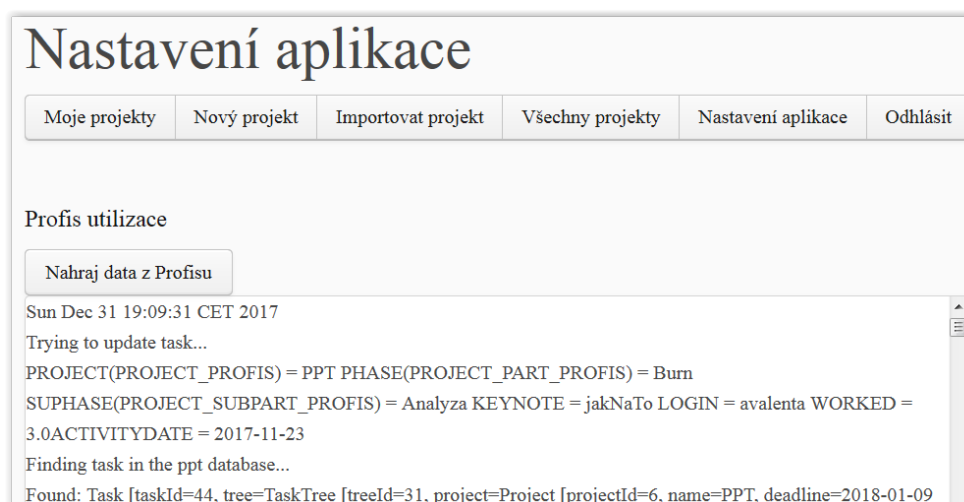 Nastavení aplikace
Moje projekty Nový projekt Importovat projekt Všechny projekty Nastavení aplikace Odhlásit
Profis utilizace
Nahraj data z Profisu
Sun Dec 31 19:09:31 CET 2017
Trying to update task...
PROJECT(PROJECT_PROFIS) = PPT PHASE(PROJECT_PART_PROFIS) = Burn
SUPHASE(PROJECT_SUBPART_PROFIS) = Analyza KEYNOTE = jakNaTo LOGIN = avalenta WORKED =
3.0ACTIVITYDATE = 2017-11-23
Finding task in the ppt database...
Found: Task [taskId=44, tree=TaskTree [treeId=31, project=Project [projectId=6, name=PPT, deadline=2018-01-09